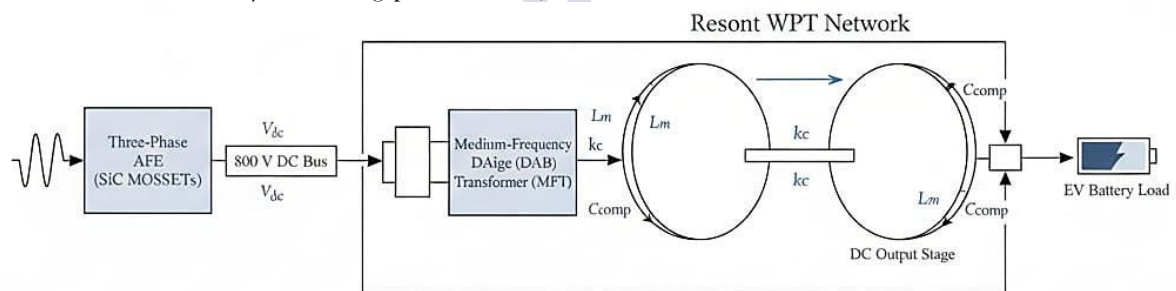 Resont WPT Network
Three-Phase
AFE
(SiC MOSSETs)
Vdc
800 V DC Bus
Vdc
Medium-Frequency
DAige (DAB)
Transformer (MFT)
Lm
kc
Ccomp
Lm
kc
kc
Ccomp
Lm
Ccomp
DC Output Stage
EV Battery Load